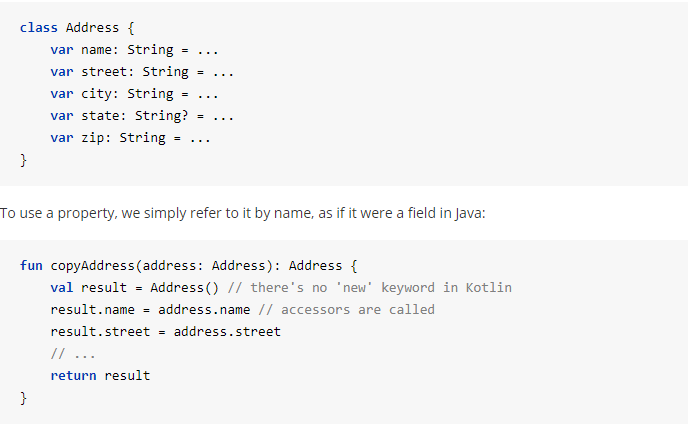 class Address {
    var name: String = ...
    var street: String = ...
    var city: String = ...
    var state: String? = ...
    var zip: String = ...
}
To use a property, we simply refer to it by name, as if it were a field in Java:
fun copyAddress(address: Address): Address {
    val result = Address() // there's no 'new' keyword in Kotlin
    result.name = address.name // accessors are called
    result.street = address.street
    // ...
    return result
}